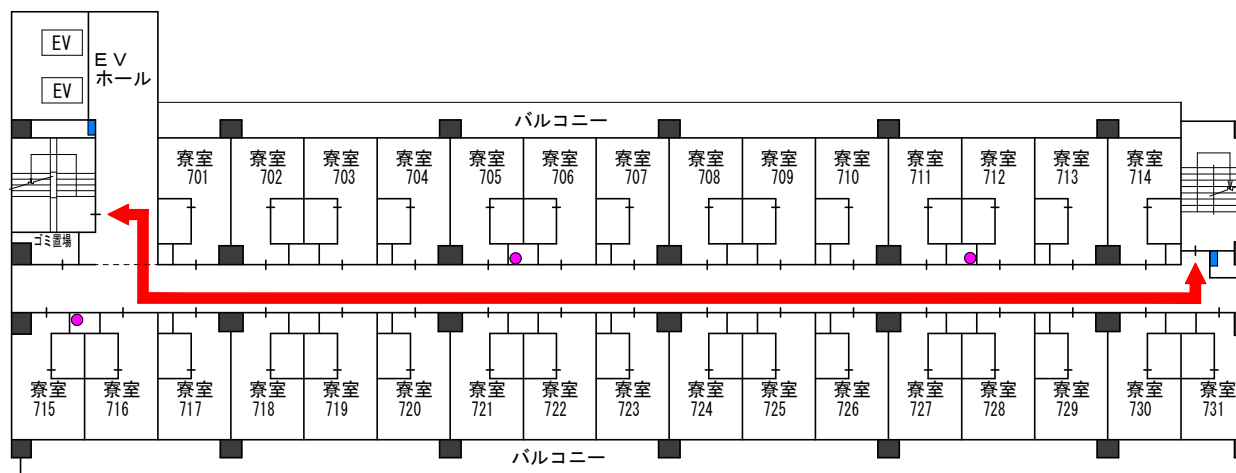 EV
EV
ＥＶ
ホール
バルコニー
寮室
701
寮室
702
寮室
703
寮室
704
寮室
705
寮室
706
寮室
707
寮室
708
寮室
709
寮室
710
寮室
711
寮室
712
寮室
713
寮室
714
ゴミ置場
寮室
715
寮室
716
寮室
717
寮室
718
寮室
719
寮室
720
寮室
721
寮室
722
寮室
723
寮室
724
寮室
725
寮室
726
寮室
727
寮室
728
寮室
729
寮室
730
寮室
731
バルコニー